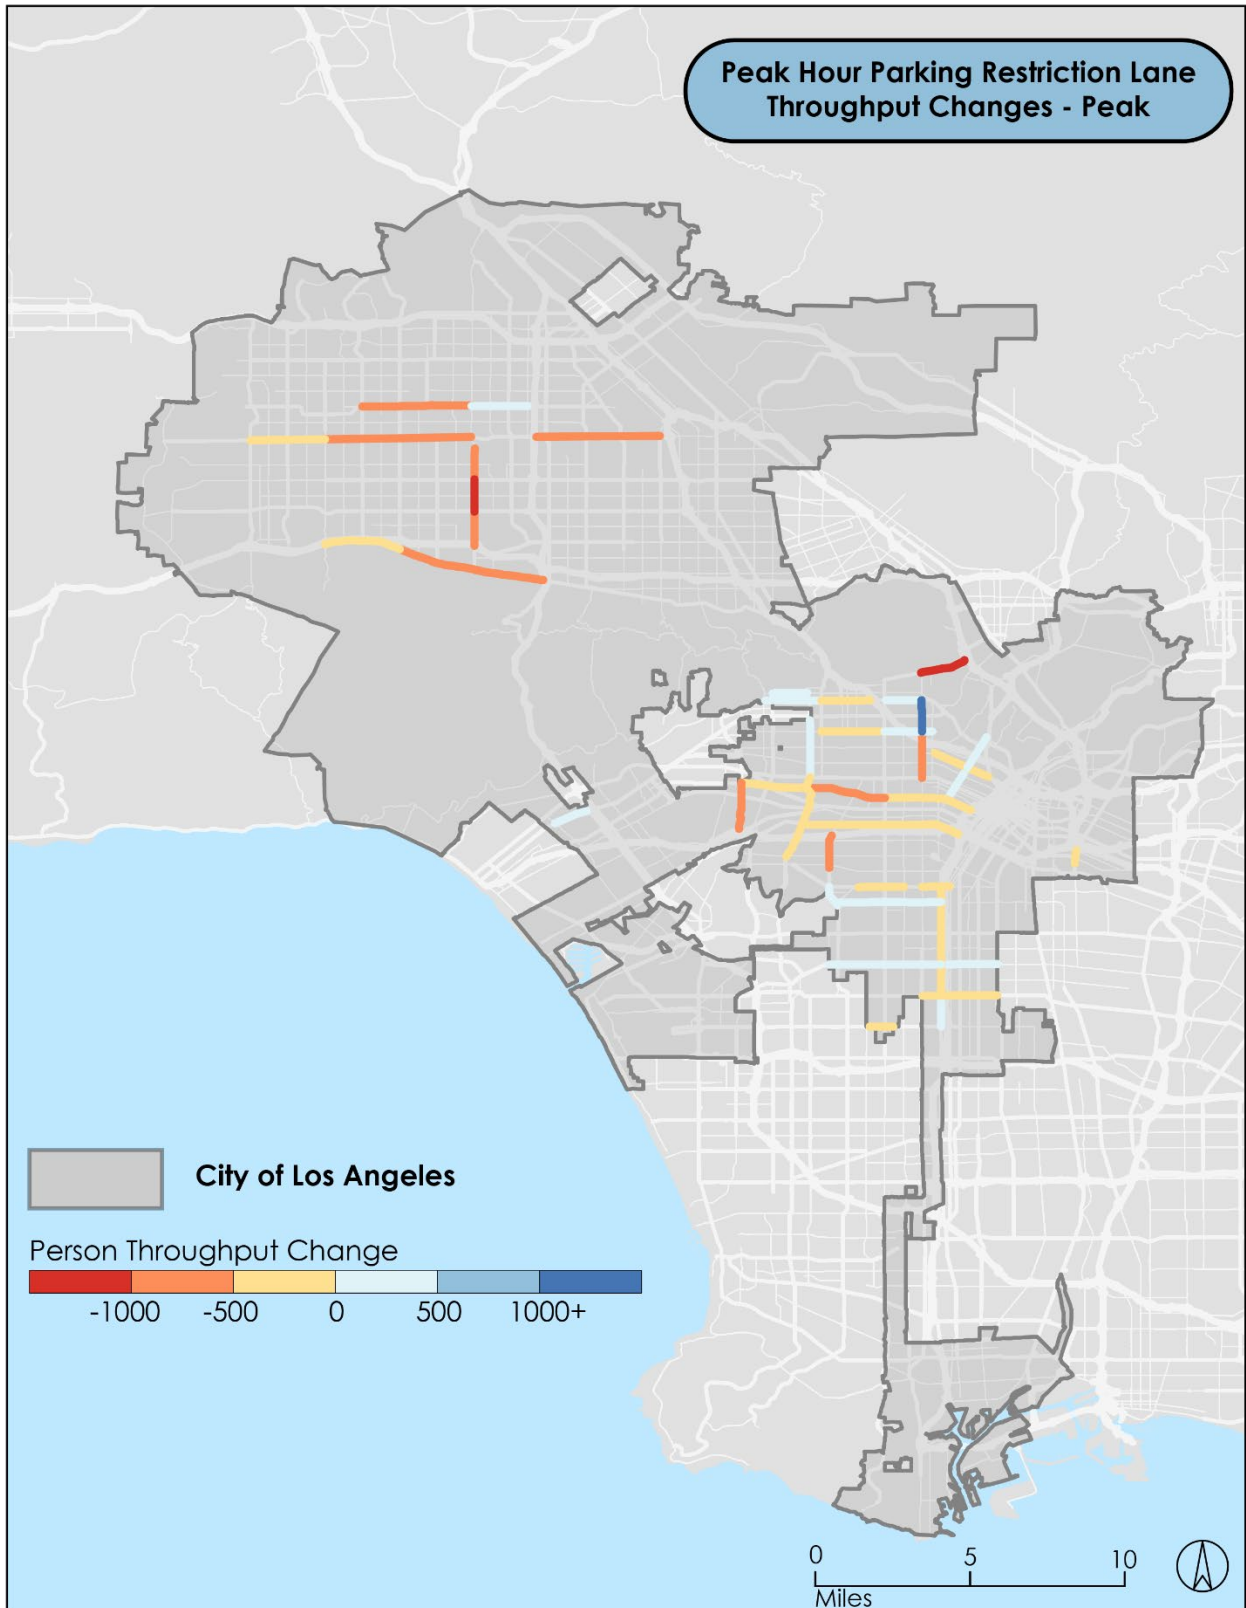 Peak Hour Parking Restriction Lane
Throughput Changes - Peak
City of Los Angeles
Person Throughput Change
-1000 -500 0 500 1000+
0 5 10
Miles